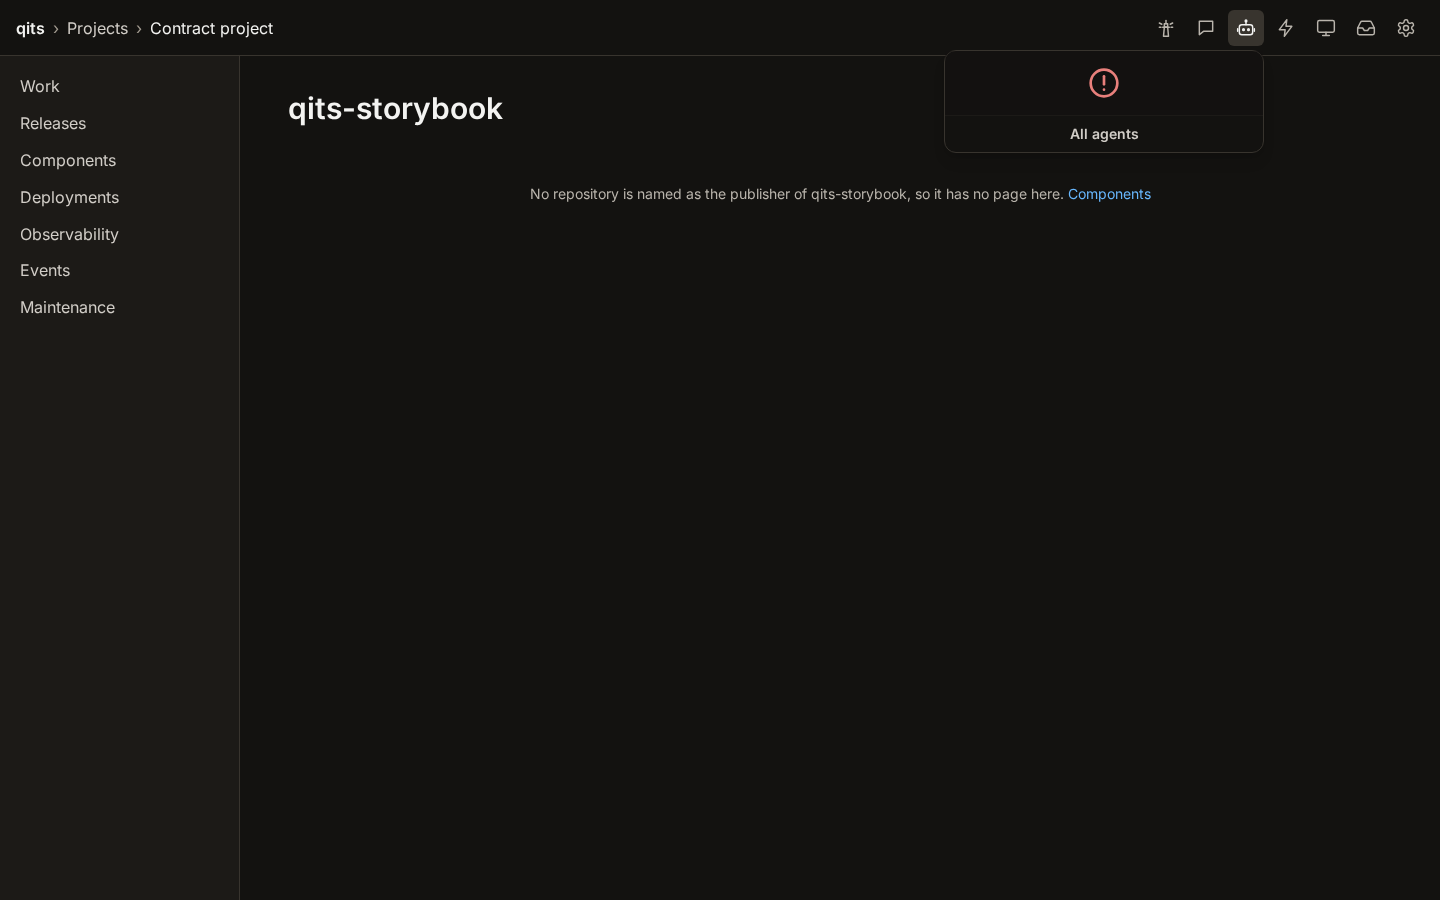 qits › Projects › Contract project
All agents
Work
Releases
Components
Deployments
Observability
Events
Maintenance
qits-storybook
No repository is named as the publisher of qits-storybook, so it has no page here. Components